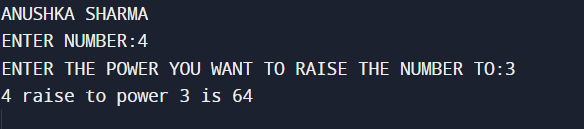 ANUSHKA SHARMA
ENTER NUMBER:4
ENTER THE POWER YOU WANT TO RAISE THE NUMBER TO:3
4 raise to power 3 is 64